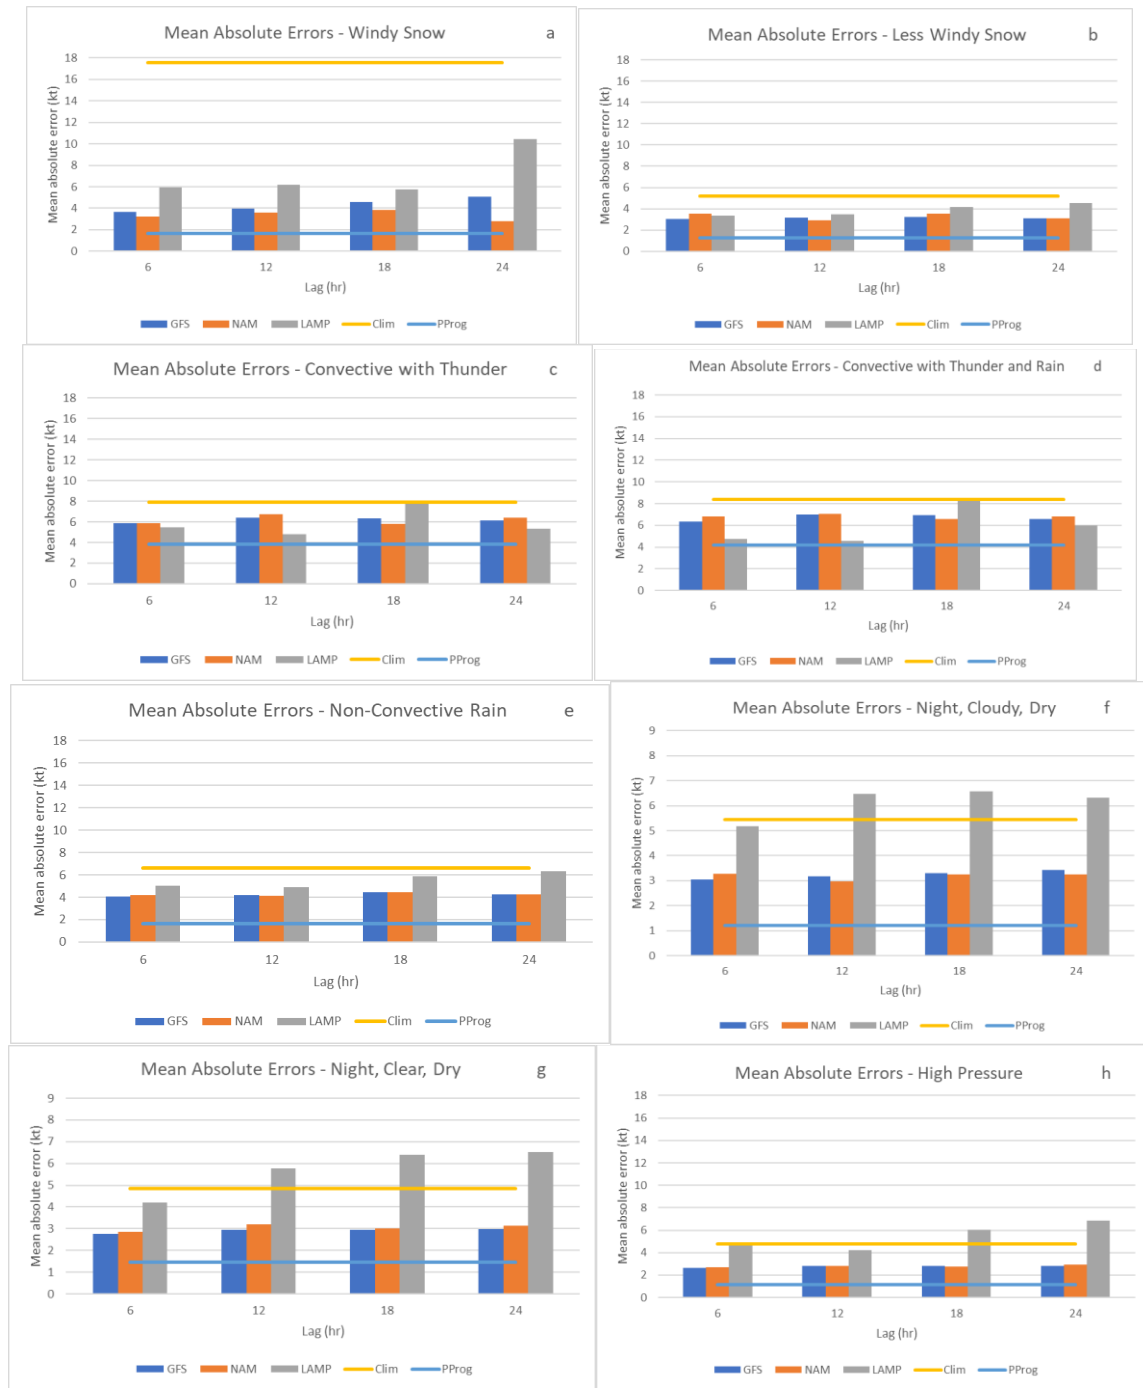 Mean Absolute Errors - Windy Snow a
Mean absolute error (kt)
18
16
14
12
10
8
6
4
2
0
6 12 18 24
Lag (hr)
GFS NAM LAMP Clim PProg
Mean Absolute Errors - Less Windy Snow b
Mean absolute error (kt)
18
16
14
12
10
8
6
4
2
0
6 12 18 24
Lag (hr)
GFS NAM LAMP Clim PProg
Mean Absolute Errors - Convective with Thunder c
Mean absolute error (kt)
18
16
14
12
10
8
6
4
2
0
6 12 18 24
Lag (hr)
GFS NAM LAMP Clim PProg
Mean Absolute Errors - Convective with Thunder and Rain d
Mean absolute error (kt)
18
16
14
12
10
8
6
4
2
0
6 12 18 24
Lag (hr)
GFS NAM LAMP Clim PProg
Mean Absolute Errors - Non-Convective Rain e
Mean absolute error (kt)
18
16
14
12
10
8
6
4
2
0
6 12 18 24
Lag (hr)
GFS NAM LAMP Clim PProg
Mean Absolute Errors - Night, Cloudy, Dry f
Mean absolute error (kt)
9
8
7
6
5
4
3
2
1
0
6 12 18 24
Lag (hr)
GFS NAM LAMP Clim PProg
Mean Absolute Errors - Night, Clear, Dry g
Mean absolute error (kt)
9
8
7
6
5
4
3
2
1
0
6 12 18 24
Lag (hr)
GFS NAM LAMP Clim PProg
Mean Absolute Errors - High Pressure h
Mean absolute error (kt)
18
16
14
12
10
8
6
4
2
0
6 12 18 24
Lag (hr)
GFS NAM LAMP Clim PProg